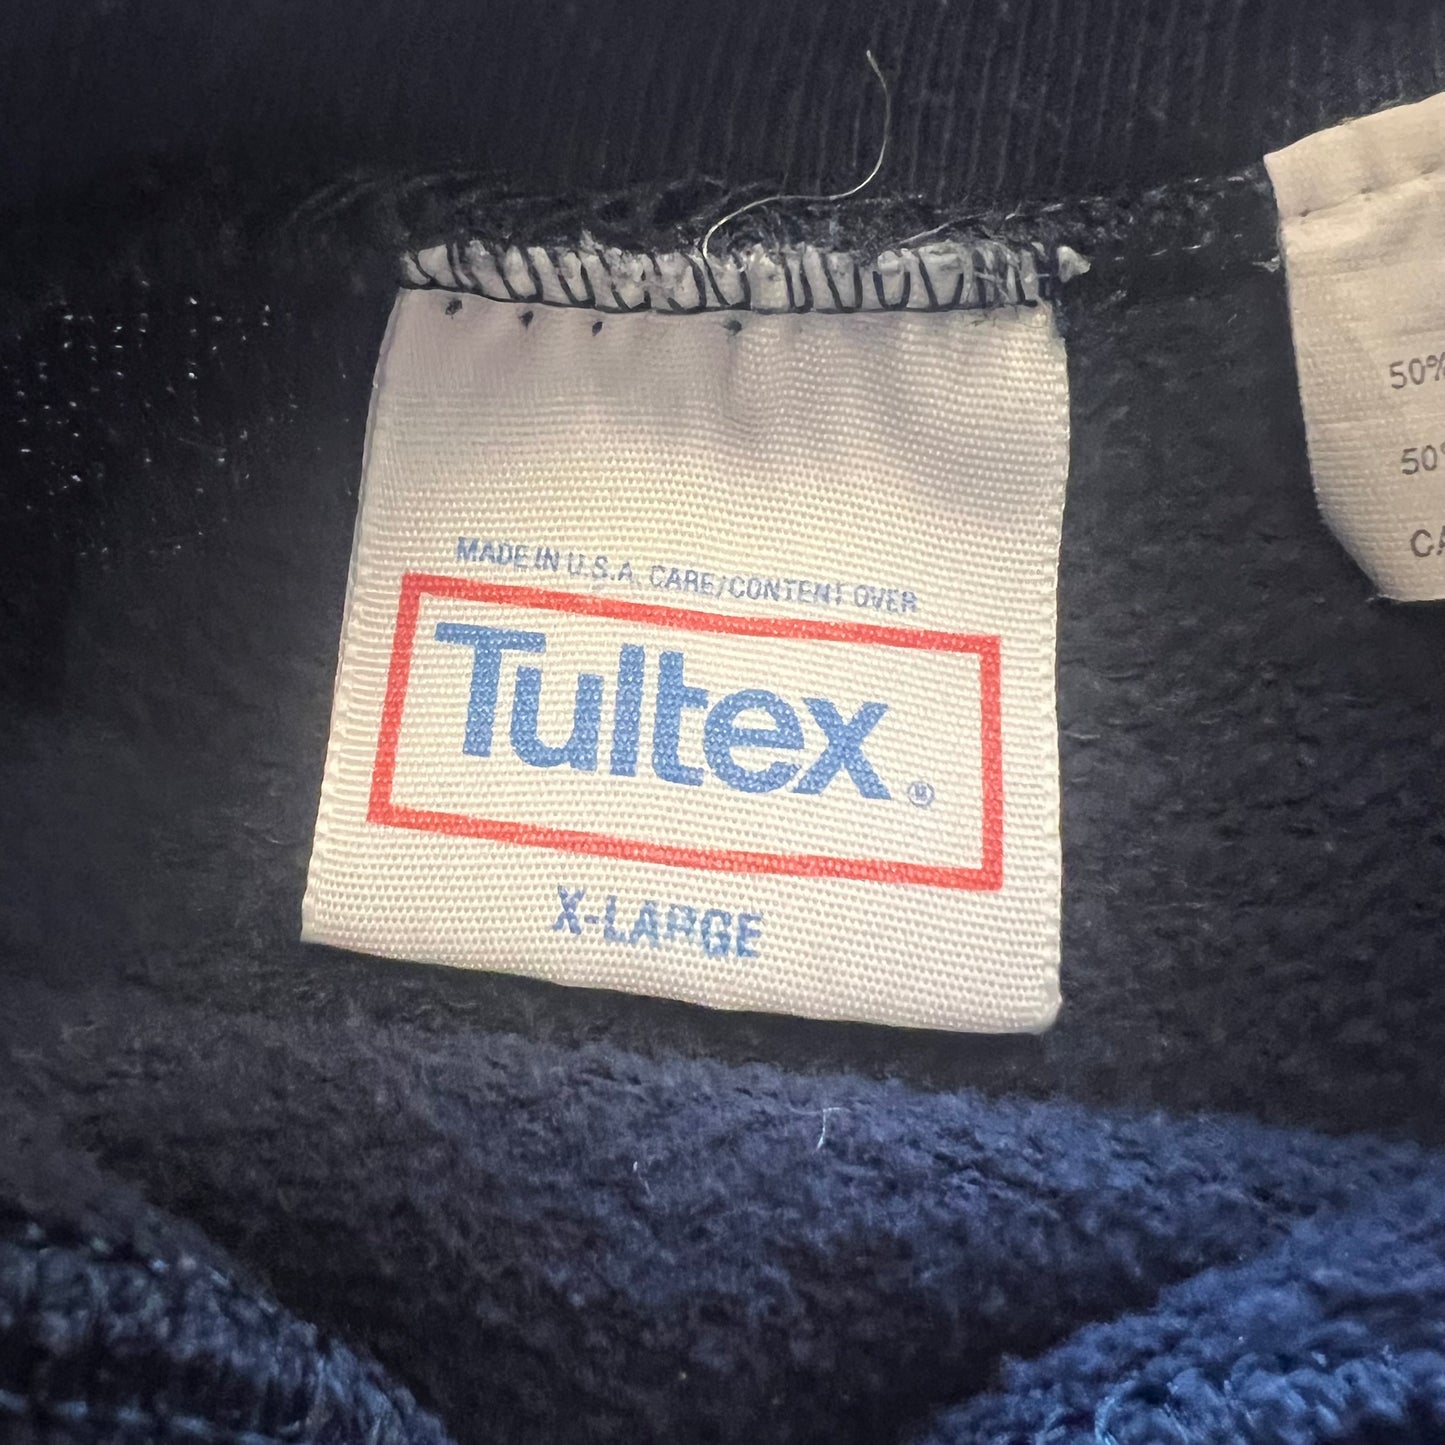 MADE IN U.S.A. CARE/CONTENT OVER
Tultex®
X-LARGE
50%
50%
CA